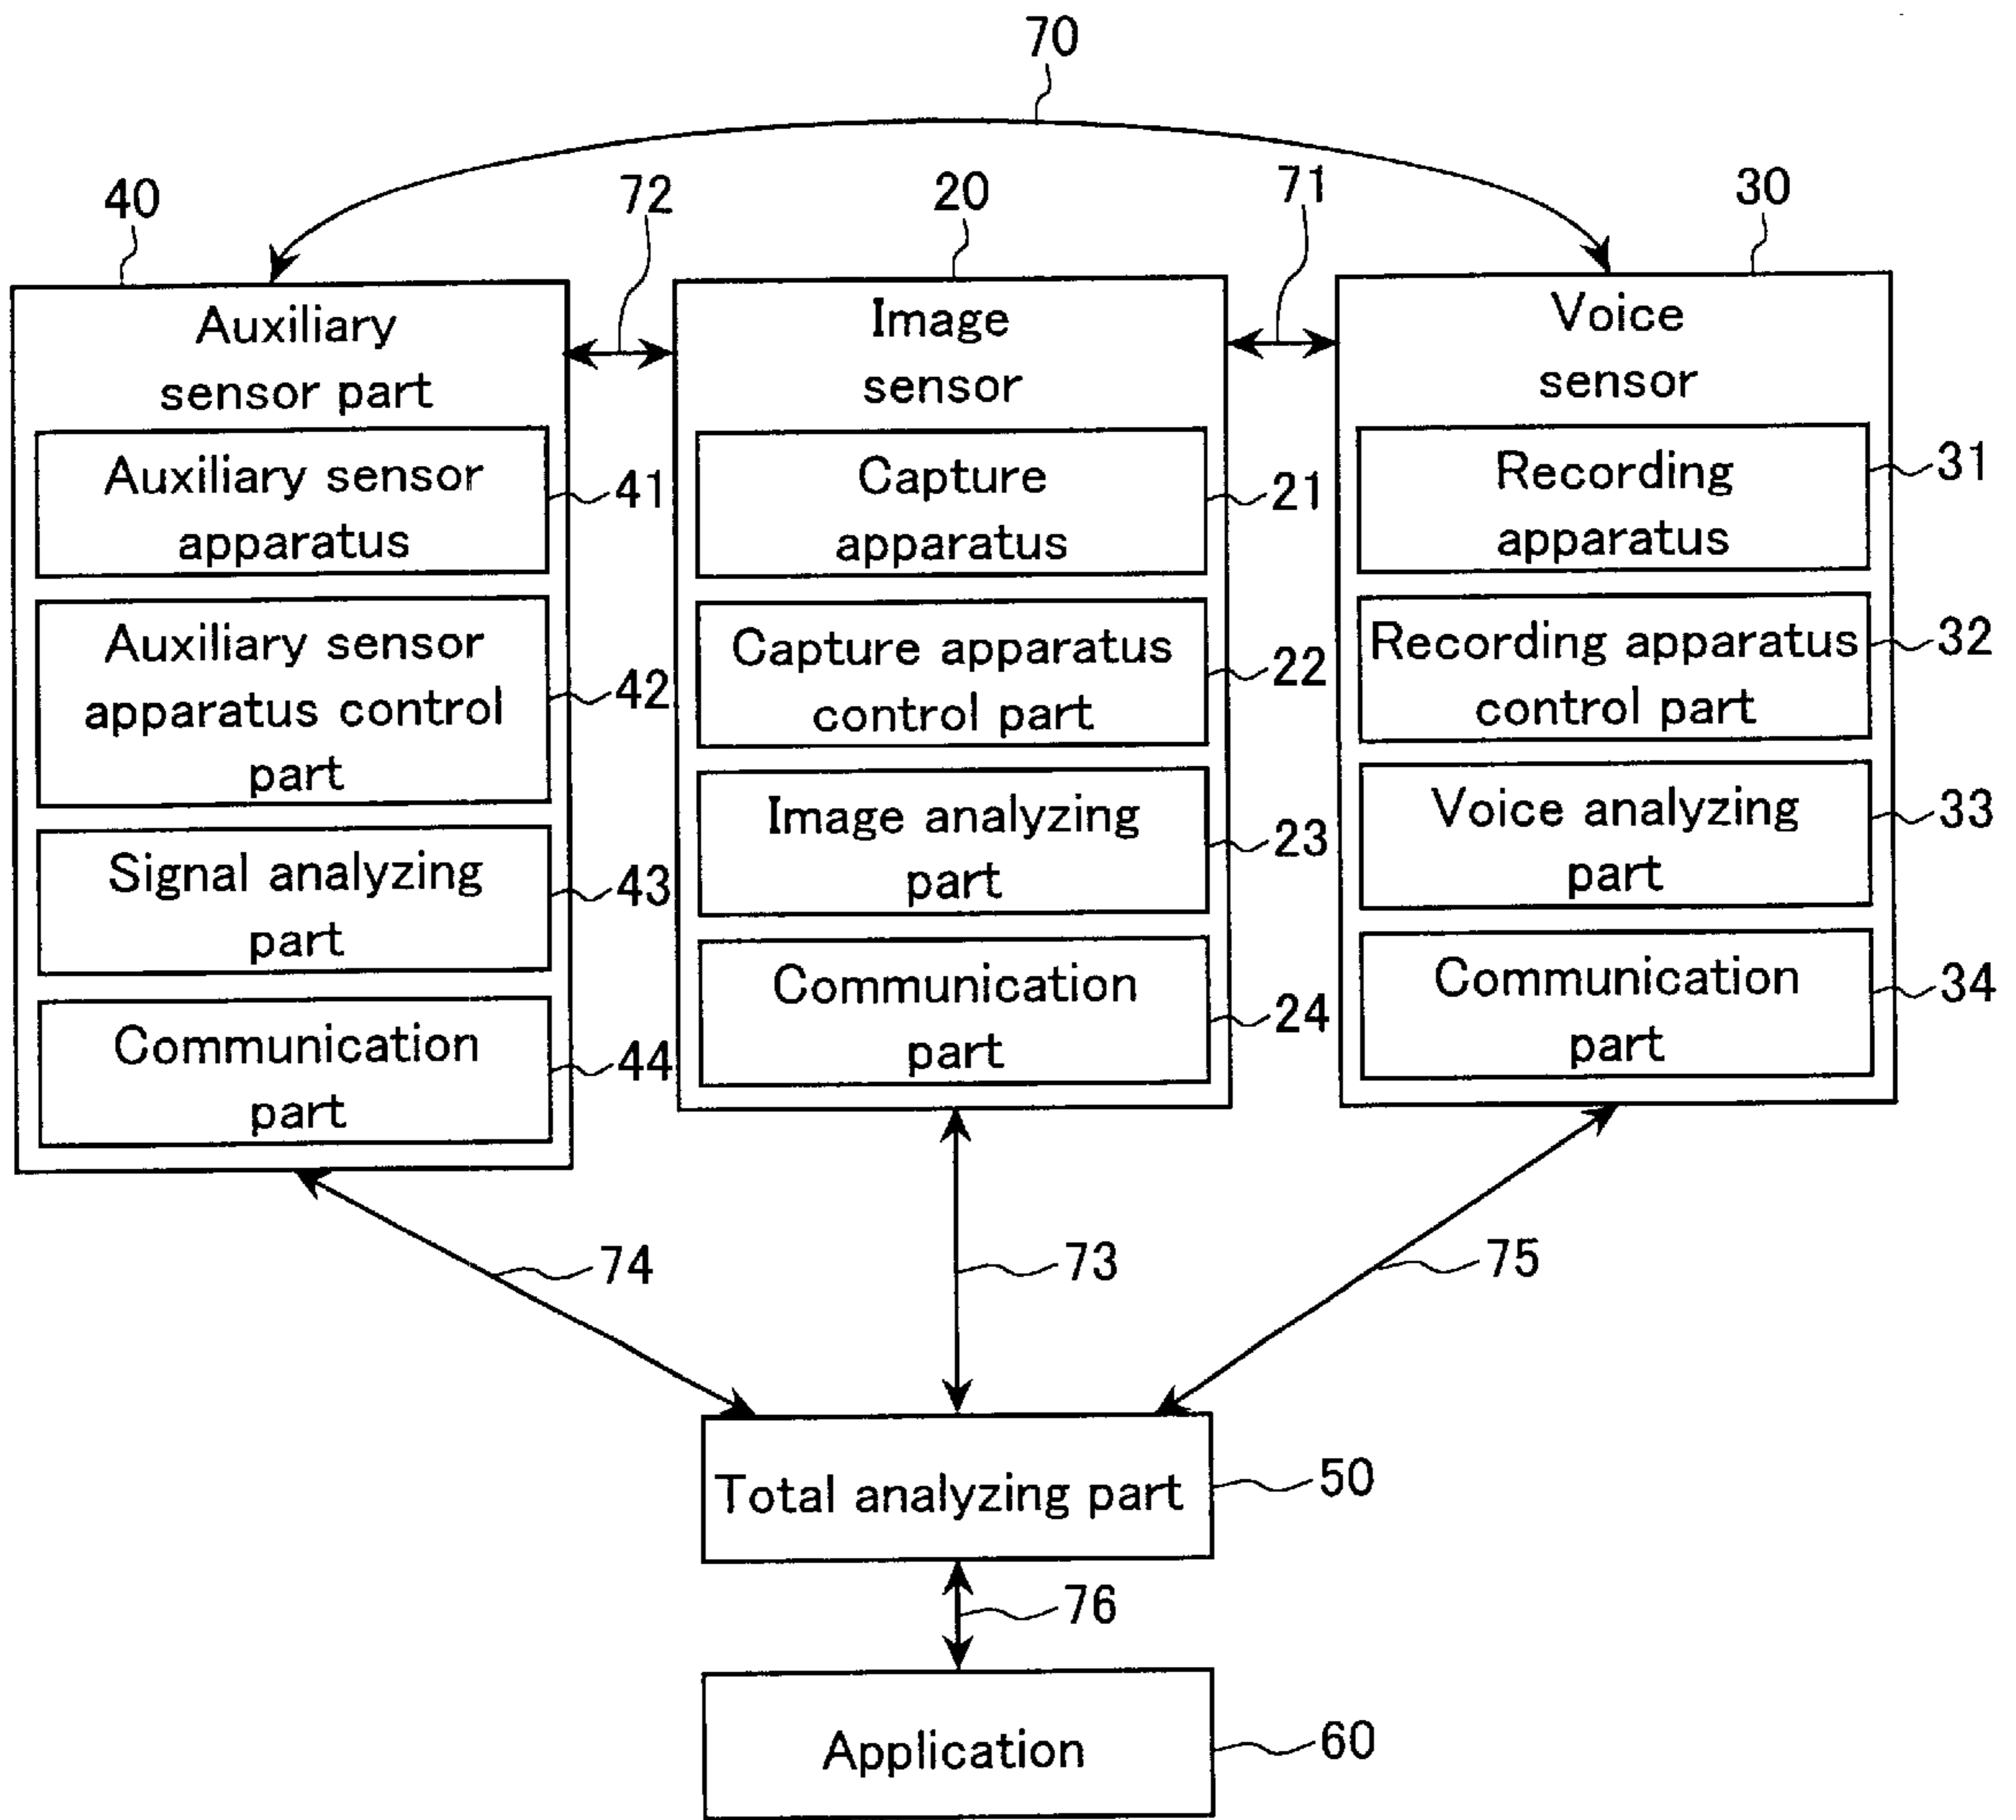 70
40
72
20
71
30
Auxiliary
sensor part
Image
sensor
Voice
sensor
Auxiliary sensor
apparatus
41
Auxiliary sensor
apparatus control
part
42
Signal analyzing
part
43
Communication
part
44
Capture
apparatus
21
Capture apparatus
control part
22
Image analyzing
part
23
Communication
part
24
Recording
apparatus
31
Recording apparatus
control part
32
Voice analyzing
part
33
Communication
part
34
74
73
75
Total analyzing part
50
76
Application
60